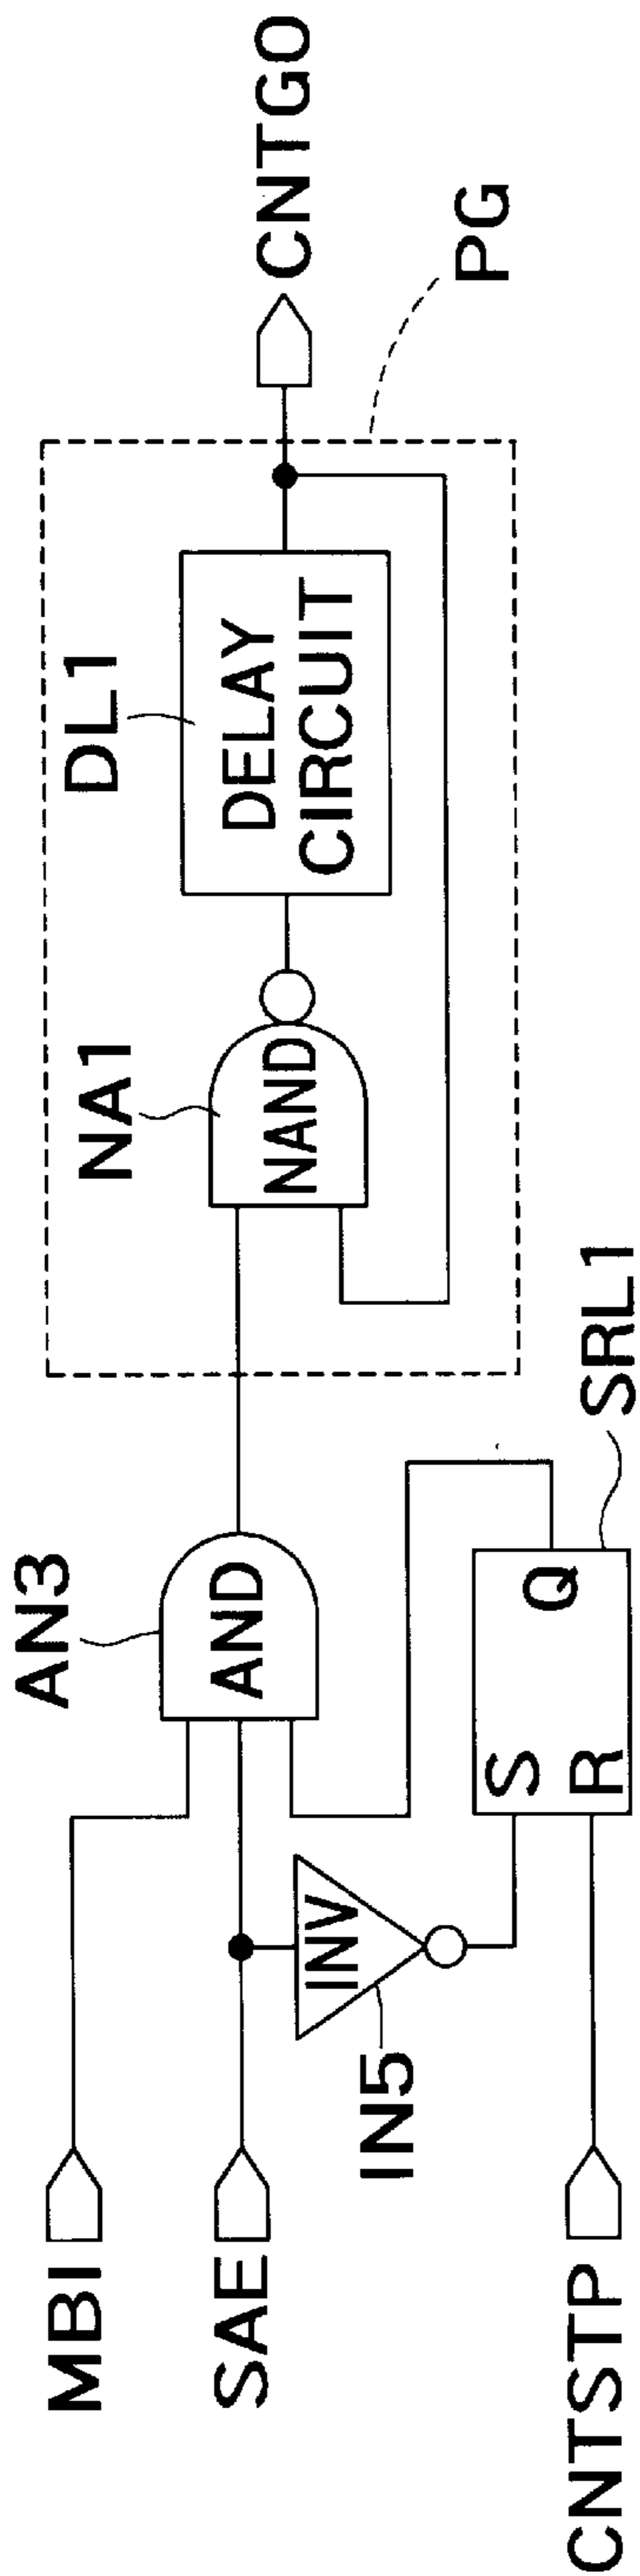 MBI
SAE
CNTSTP
IN5
INV
AN3
AND
S
R
Q
SRL1
NA1
NAND
DL1
DELAY
CIRCUIT
CNTGO
PG